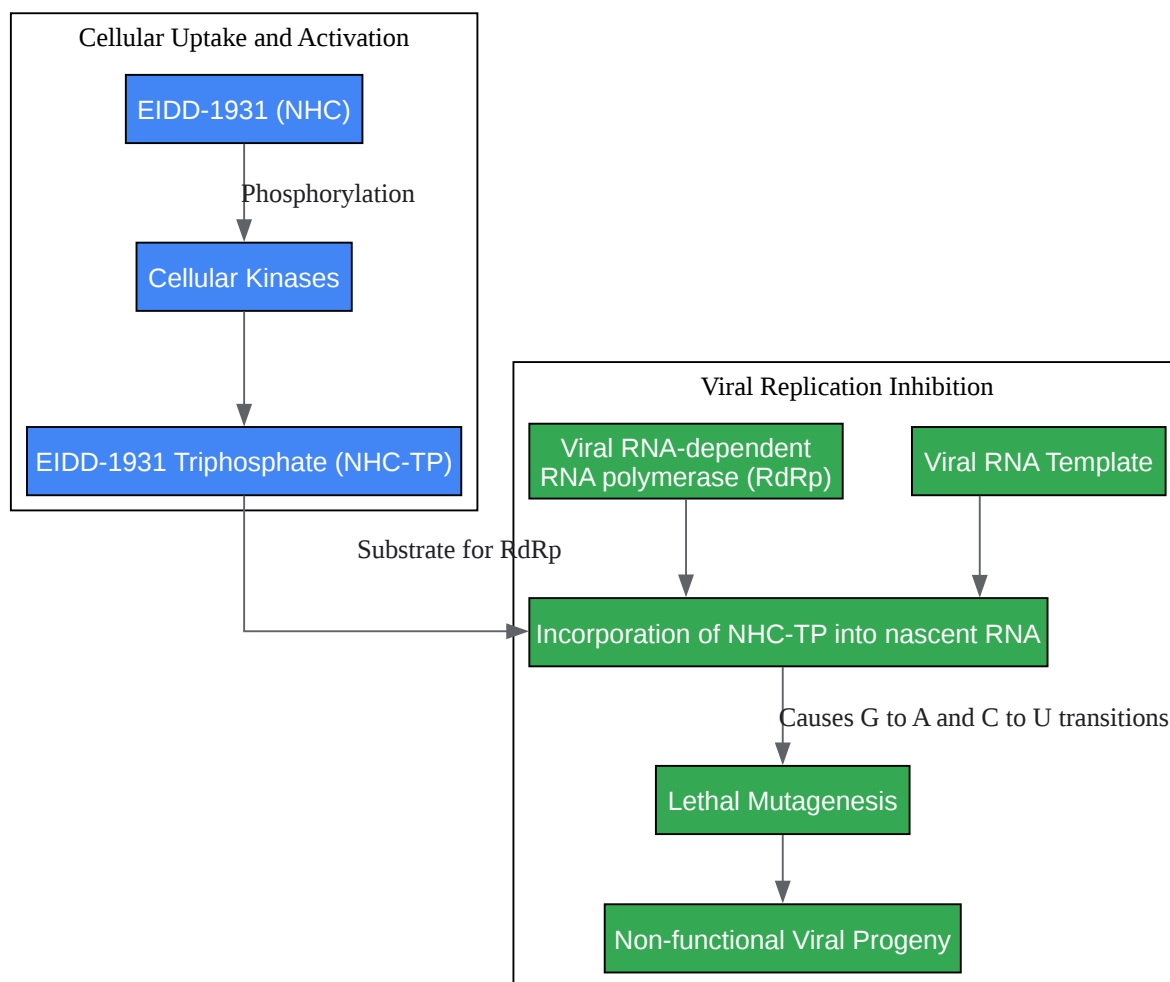 Cellular Uptake and Activation
EIDD-1931 (NHC)
Phosphorylation
Cellular Kinases
EIDD-1931 Triphosphate (NHC-TP)
Substrate for RdRp
Viral Replication Inhibition
Viral RNA-dependent
RNA polymerase (RdRp)
Viral RNA Template
Incorporation of NHC-TP into nascent RNA
Causes G to A and C to U transitions
Lethal Mutagenesis
Non-functional Viral Progeny